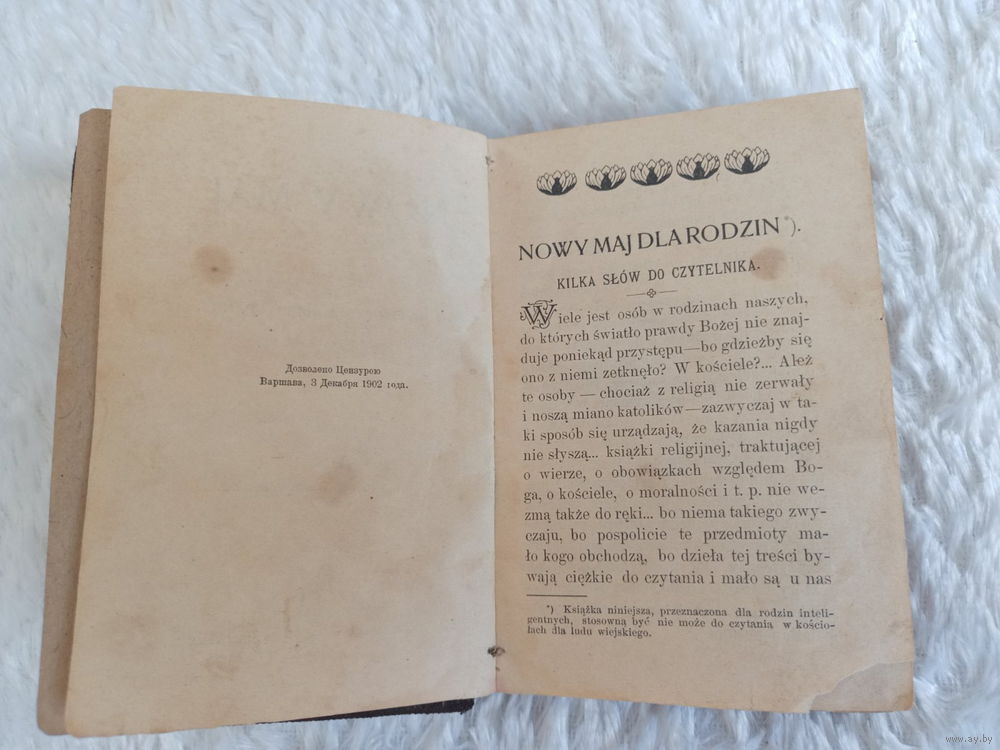 Дозволено Цензурою
Варшава, 3 Декабря 1902 года.
NOWY MAJ DLA RODZIN*).
KILKA SŁÓW DO CZYTELNIKA.
Wiele jest osób w rodzinach naszych,
do których światło prawdy Bożej nie znaj-
duje poniekąd przystępu—bo gdzieżby się
ono z niemi zetknęło? W kościele?... Ależ
te osoby — chociaż z religią nie zerwały
i noszą miano katolików—zazwyczaj w ta-
ki sposób się urządzają, że kazania nigdy
nie słyszą... książki religijnej, traktującej
o wierze, o obowiązkach względem Bo-
ga, o kościele, o moralności i t. p. nie we-
zmą także do ręki... bo niema takiego zwy-
czaju, bo pospolicie te przedmioty ma-
ło kogo obchodzą, bo dzieła tej treści by-
wają ciężkie do czytania i mało są u nas
*) Książka niniejsza, przeznaczona dla rodzin inteli-
gentnych, stosowną być nie może do czytania w kościo-
łach dla ludu wiejskiego.
www.ay.by